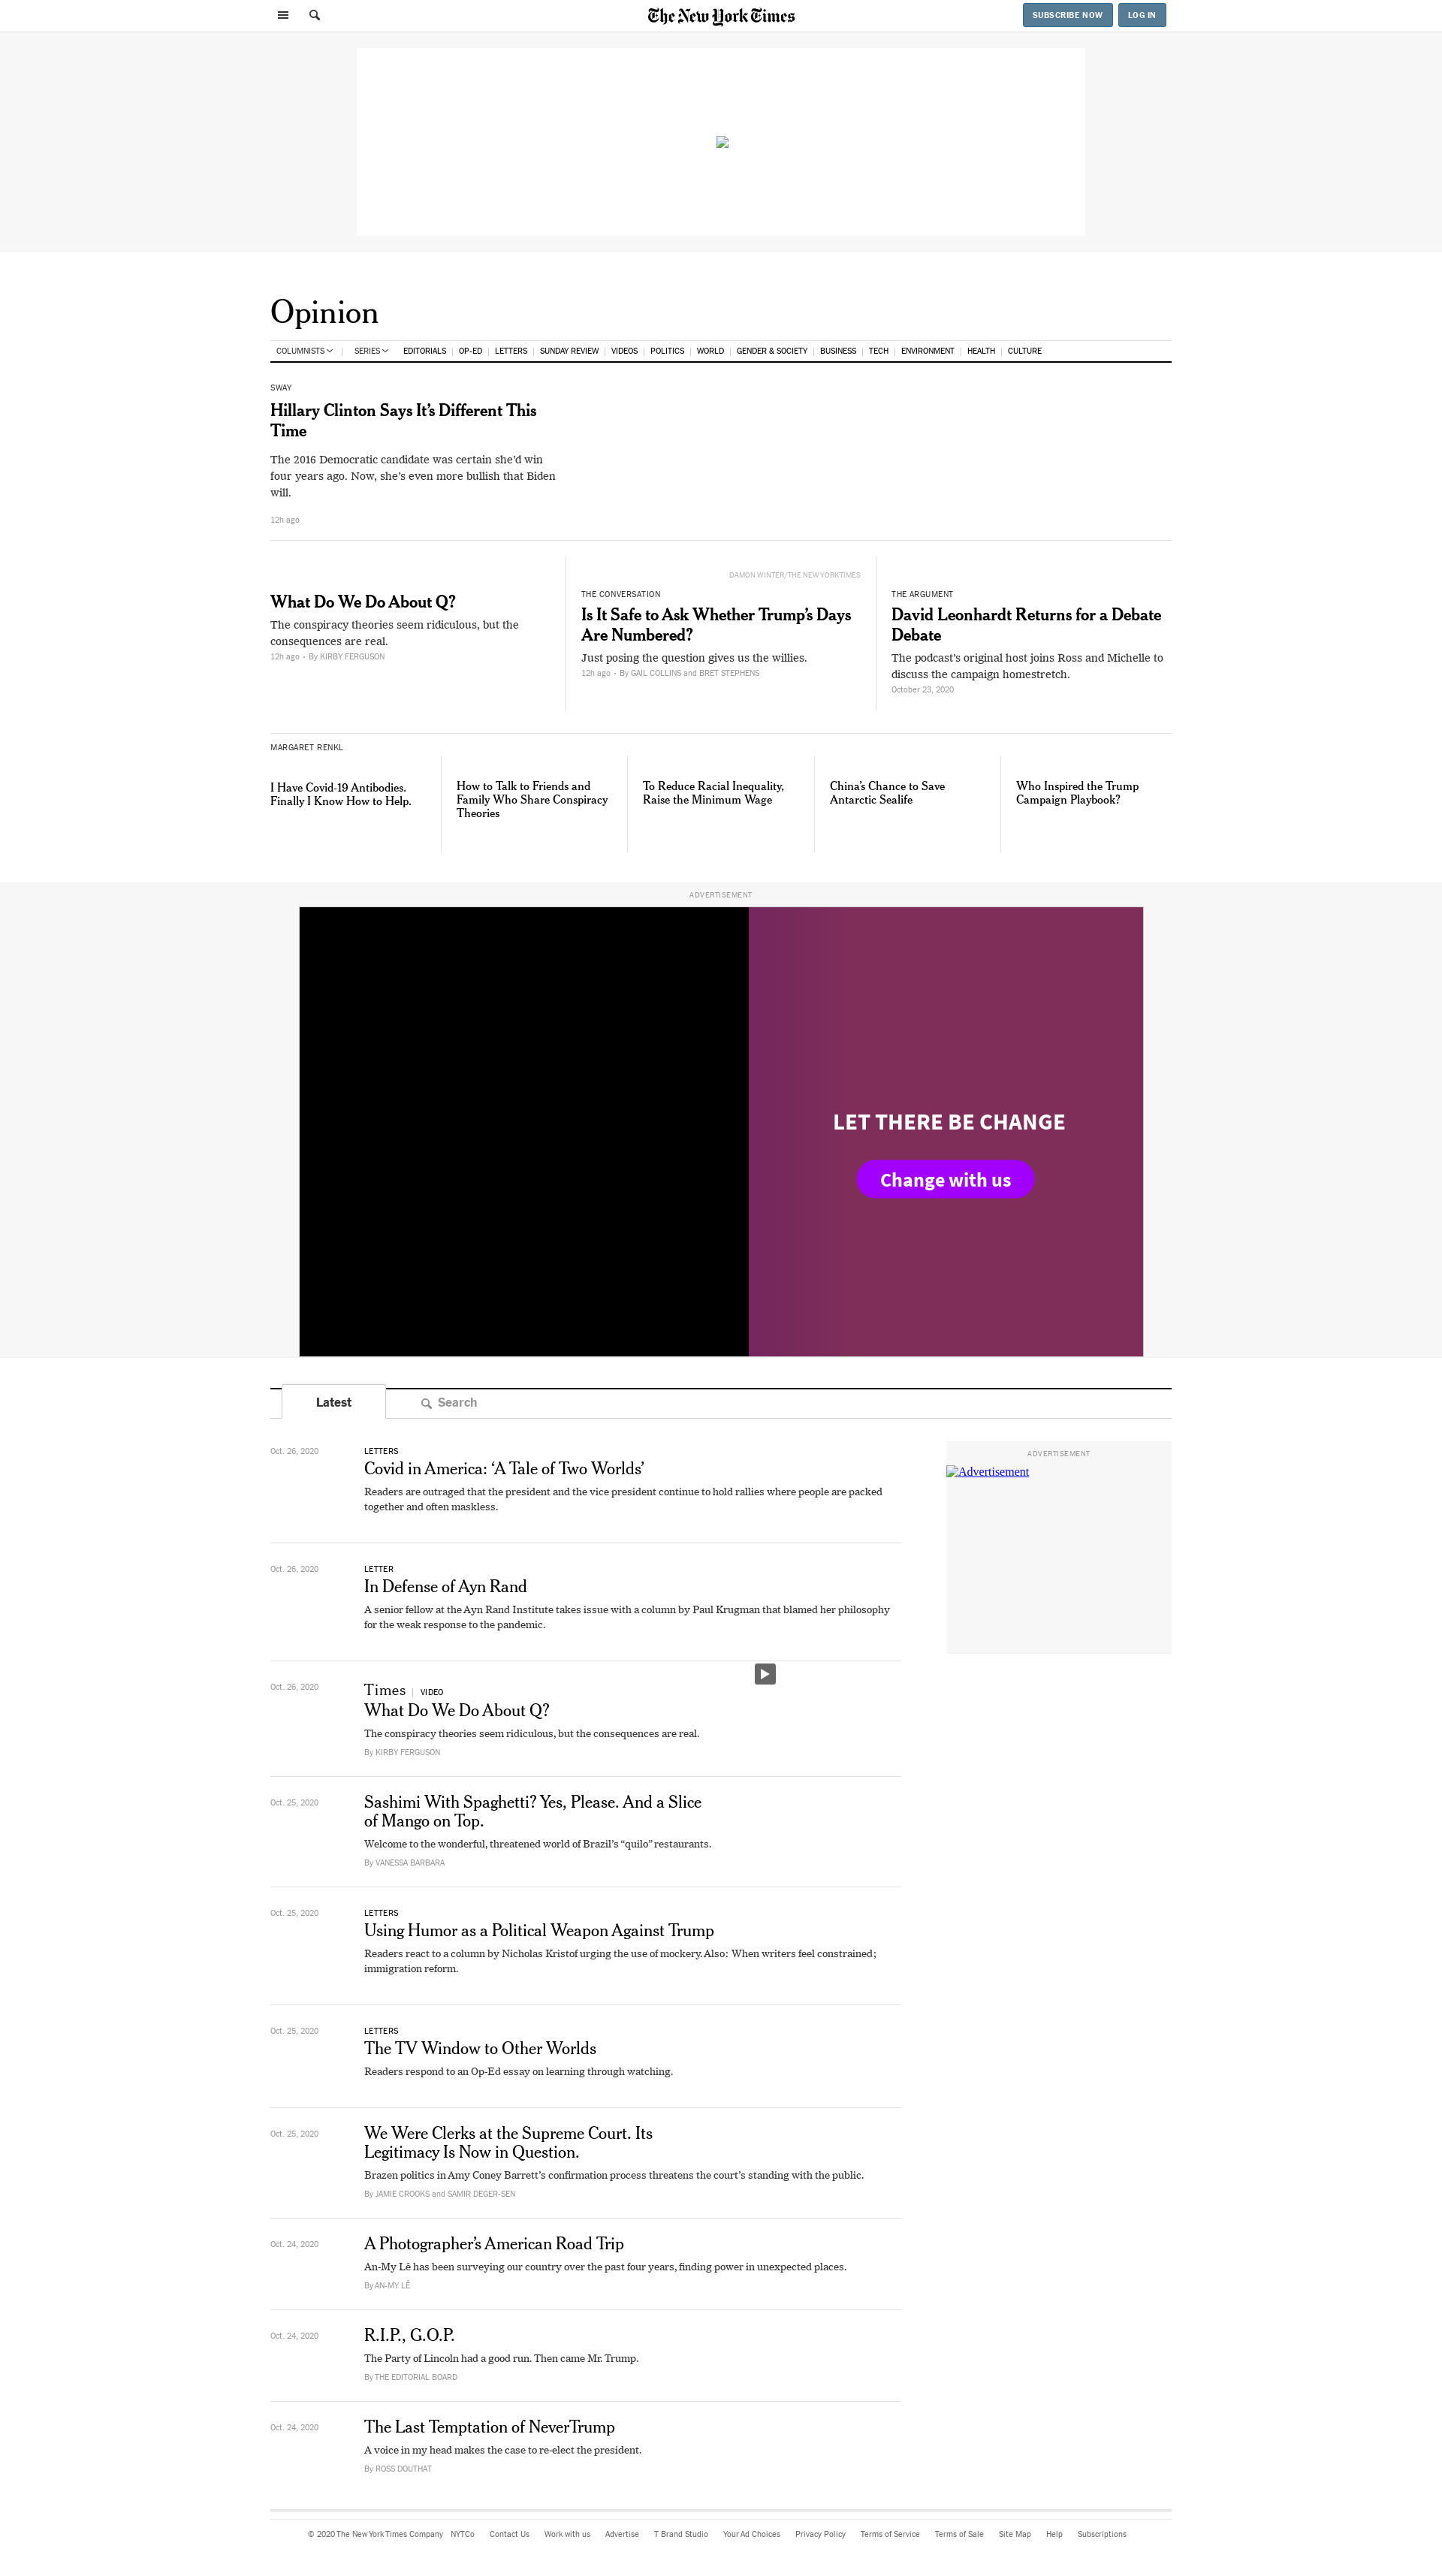 The New York Times
SUBSCRIBE NOW
LOG IN
Opinion
COLUMNISTS
SERIES
EDITORIALS
OP-ED
LETTERS
SUNDAY REVIEW
VIDEOS
POLITICS
WORLD
GENDER & SOCIETY
BUSINESS
TECH
ENVIRONMENT
HEALTH
CULTURE
SWAY
Hillary Clinton Says It’s Different This
Time
The 2016 Democratic candidate was certain she’d win
four years ago. Now, she’s even more bullish that Biden
will.
12h ago
What Do We Do About Q?
The conspiracy theories seem ridiculous, but the
consequences are real.
12h ago • By KIRBY FERGUSON
DAMON WINTER/THE NEW YORK TIMES
THE CONVERSATION
Is It Safe to Ask Whether Trump’s Days
Are Numbered?
Just posing the question gives us the willies.
12h ago • By GAIL COLLINS and BRET STEPHENS
THE ARGUMENT
David Leonhardt Returns for a Debate
Debate
The podcast’s original host joins Ross and Michelle to
discuss the campaign homestretch.
October 23, 2020
MARGARET RENKL
I Have Covid-19 Antibodies.
Finally I Know How to Help.
How to Talk to Friends and
Family Who Share Conspiracy
Theories
To Reduce Racial Inequality,
Raise the Minimum Wage
China’s Chance to Save
Antarctic Sealife
Who Inspired the Trump
Campaign Playbook?
ADVERTISEMENT
LET THERE BE CHANGE
Change with us
Latest
Search
ADVERTISEMENT
Advertisement
Oct. 26, 2020
LETTERS
Covid in America: ‘A Tale of Two Worlds’
Readers are outraged that the president and the vice president continue to hold rallies where people are packed
together and often maskless.
Oct. 26, 2020
LETTER
In Defense of Ayn Rand
A senior fellow at the Ayn Rand Institute takes issue with a column by Paul Krugman that blamed her philosophy
for the weak response to the pandemic.
Oct. 26, 2020
Times | VIDEO
What Do We Do About Q?
The conspiracy theories seem ridiculous, but the consequences are real.
By KIRBY FERGUSON
Oct. 25, 2020
Sashimi With Spaghetti? Yes, Please. And a Slice
of Mango on Top.
Welcome to the wonderful, threatened world of Brazil’s “quilo” restaurants.
By VANESSA BARBARA
Oct. 25, 2020
LETTERS
Using Humor as a Political Weapon Against Trump
Readers react to a column by Nicholas Kristof urging the use of mockery. Also: When writers feel constrained;
immigration reform.
Oct. 25, 2020
LETTERS
The TV Window to Other Worlds
Readers respond to an Op-Ed essay on learning through watching.
Oct. 25, 2020
We Were Clerks at the Supreme Court. Its
Legitimacy Is Now in Question.
Brazen politics in Amy Coney Barrett’s confirmation process threatens the court’s standing with the public.
By JAMIE CROOKS and SAMIR DEGER-SEN
Oct. 24, 2020
A Photographer’s American Road Trip
An-My Lê has been surveying our country over the past four years, finding power in unexpected places.
By AN-MY LÊ
Oct. 24, 2020
R.I.P., G.O.P.
The Party of Lincoln had a good run. Then came Mr. Trump.
By THE EDITORIAL BOARD
Oct. 24, 2020
The Last Temptation of NeverTrump
A voice in my head makes the case to re-elect the president.
By ROSS DOUTHAT
© 2020 The New York Times Company NYTCo Contact Us Work with us Advertise T Brand Studio Your Ad Choices Privacy Policy Terms of Service Terms of Sale Site Map Help Subscriptions